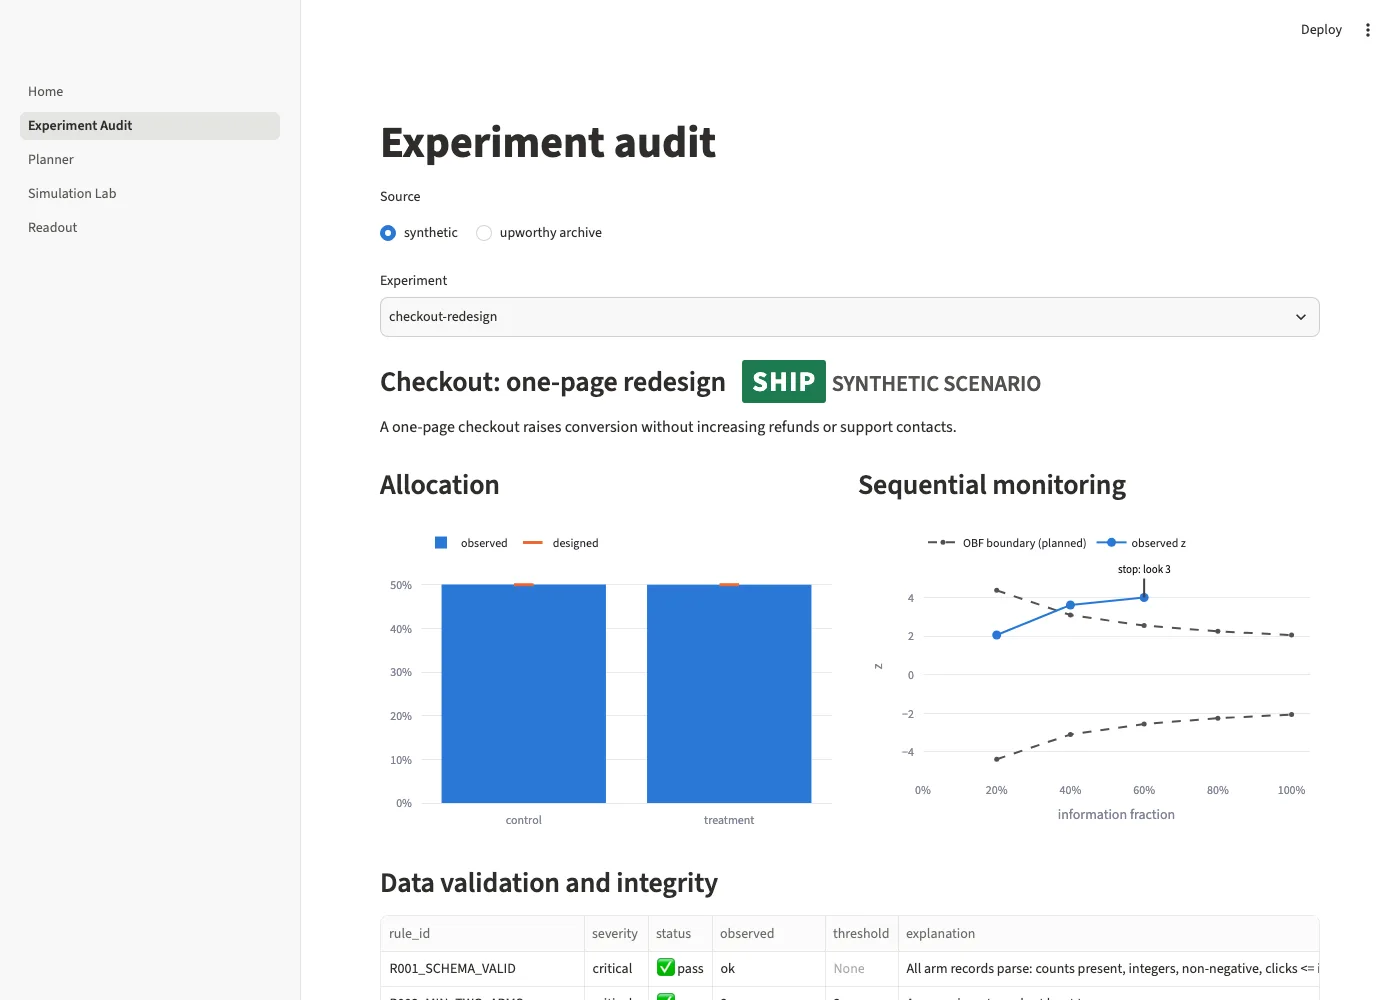 Deploy
Home
Experiment Audit
Planner
Simulation Lab
Readout
Experiment audit
Source
synthetic
upworthy archive
Experiment
checkout-redesign
Checkout: one-page redesign SHIP SYNTHETIC SCENARIO
A one-page checkout raises conversion without increasing refunds or support contacts.
Allocation
observed designed
50%
40%
30%
20%
10%
0%
control treatment
Sequential monitoring
OBF boundary (planned) observed z
stop: look 3
4
2
0
−2
−4
z
0% 20% 40% 60% 80% 100%
information fraction
Data validation and integrity
rule_id severity status observed threshold explanation
R001_SCHEMA_VALID critical pass ok None All arm records parse: counts present, integers, non-negative, clicks <=